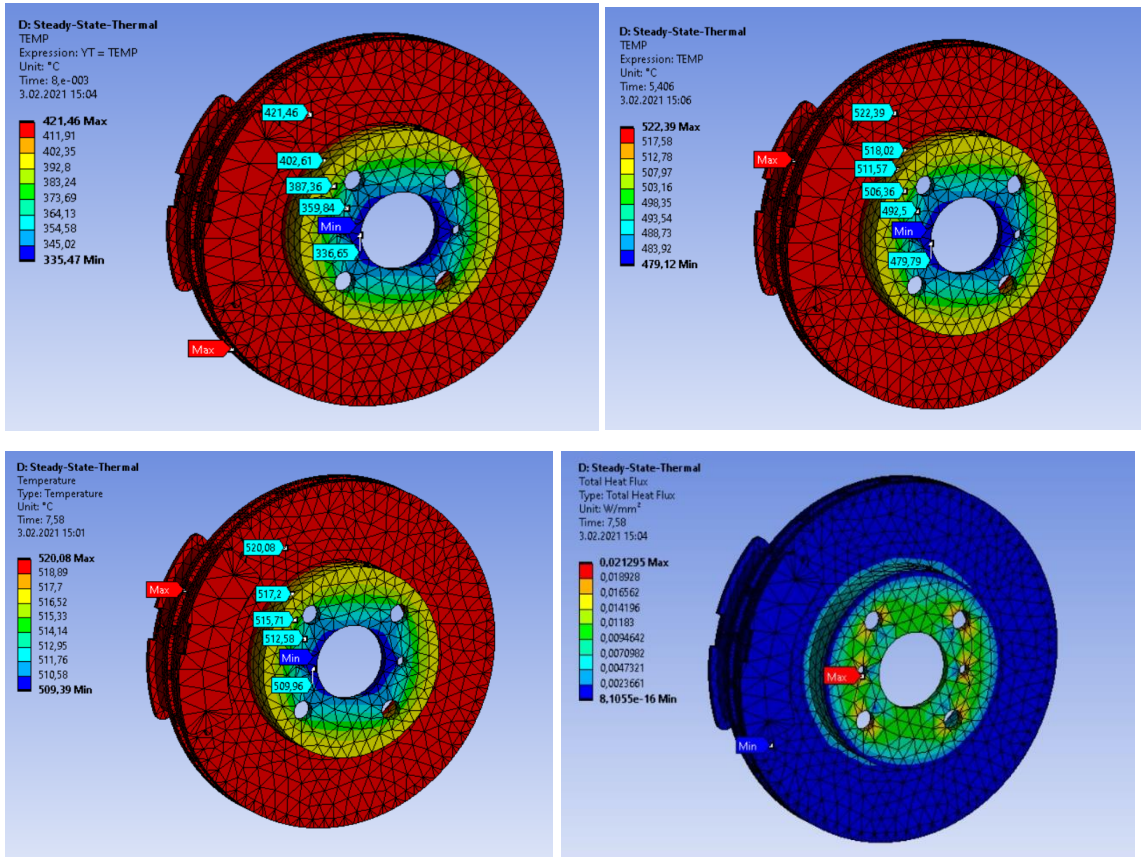 D: Steady-State-Thermal
TEMP
Expression: YT = TEMP
Unit: °C
Time: 8,e-003
3.02.2021 15:04
421,46 Max
411,91
402,35
392,8
383,24
373,69
364,13
354,58
345,02
335,47 Min
421,46
402,61
387,36
359,84
Min
336,65
Max
D: Steady-State-Thermal
TEMP
Expression: TEMP
Unit: °C
Time: 5,406
3.02.2021 15:06
522,39 Max
517,58
512,78
507,97
503,16
498,35
493,54
488,73
483,92
479,12 Min
522,39
Max
518,02
511,57
506,36
492,5
Min
479,79
D: Steady-State-Thermal
Temperature
Type: Temperature
Unit: °C
Time: 7,58
3.02.2021 15:01
520,08 Max
518,89
517,7
516,52
515,33
514,14
512,95
511,76
510,58
509,39 Min
520,08
Max
517,2
515,71
512,58
Min
509,96
D: Steady-State-Thermal
Total Heat Flux
Type: Total Heat Flux
Unit: W/mm²
Time: 7,58
3.02.2021 15:04
0,021295 Max
0,018928
0,016562
0,014196
0,01183
0,0094642
0,0070982
0,0047321
0,0023661
8,1055e-16 Min
Max
Min